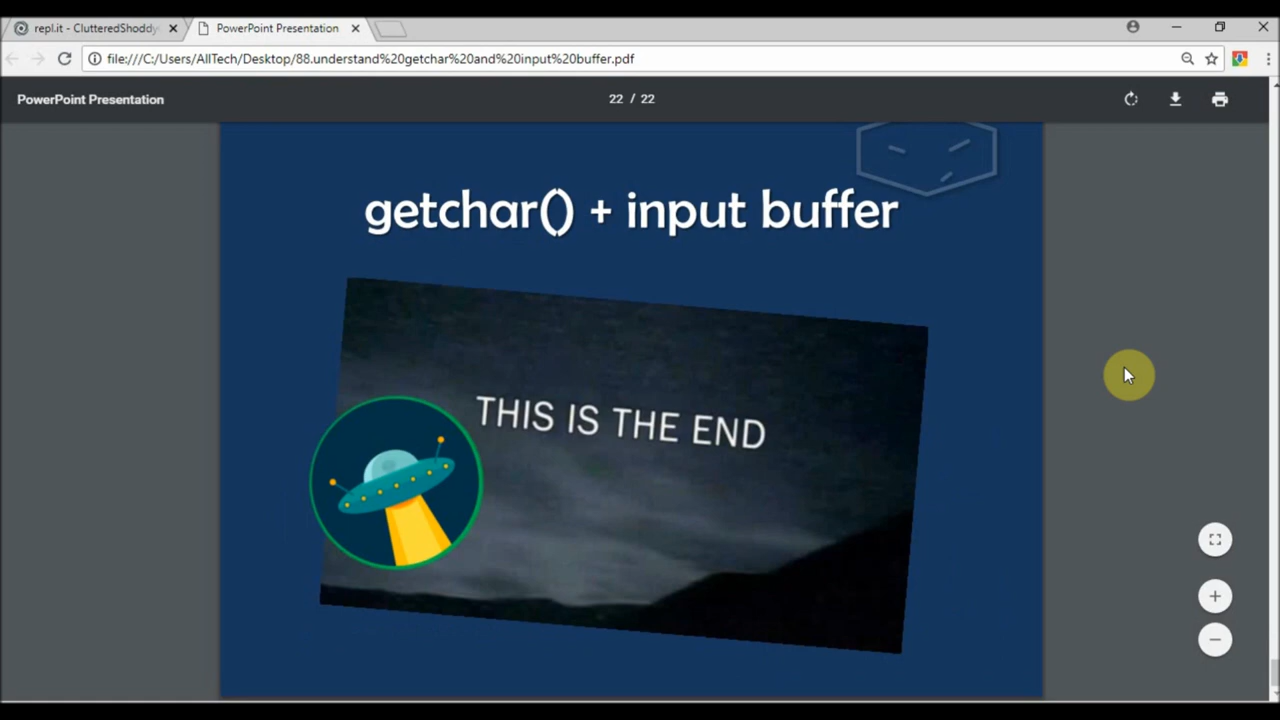 repl.it - ClutteredShoddy
PowerPoint Presentation
file:///C:/Users/AllTech/Desktop/88.understand%20getchar%20and%20input%20buffer.pdf
PowerPoint Presentation
22 / 22
getchar() + input buffer
THIS IS THE END